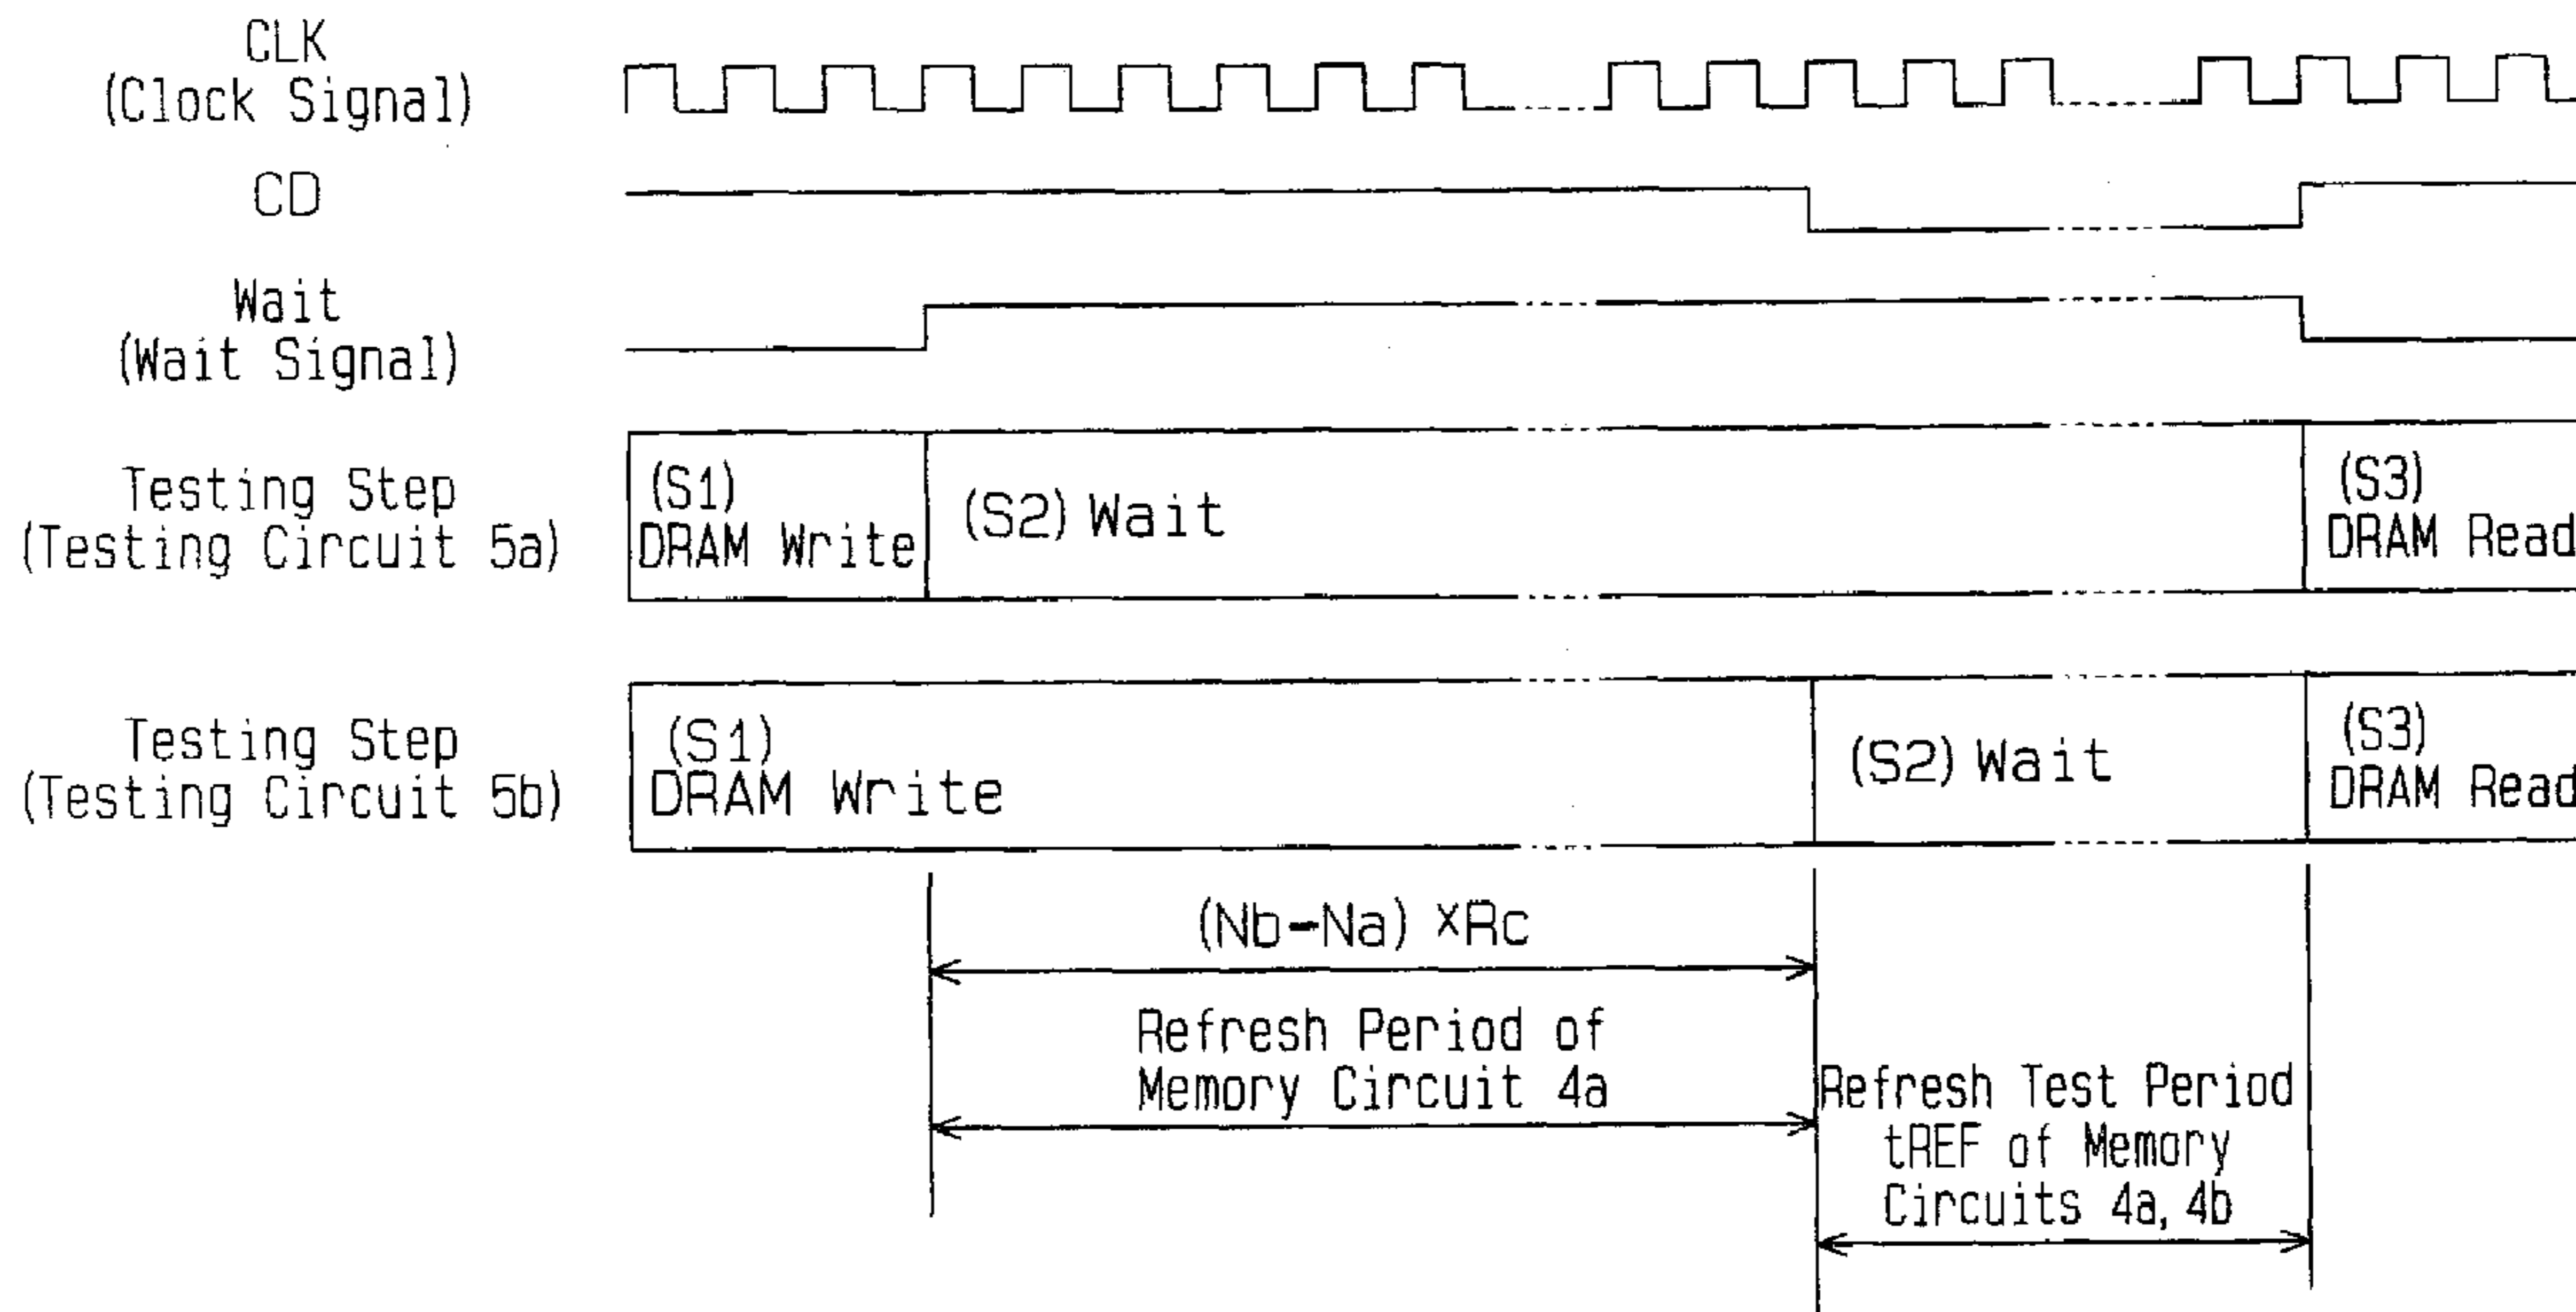 CLK
(Clock Signal)
CD
Wait
(Wait Signal)
Testing Step
(Testing Circuit 5a)
(S1)
DRAM Write
(S2) Wait
(S3)
DRAM Read
Testing Step
(Testing Circuit 5b)
(S1)
DRAM Write
(S2) Wait
(S3)
DRAM Read
(Nb-Na) ×Rc
Refresh Period of
Memory Circuit 4a
Refresh Test Period
tREF of Memory
Circuits 4a, 4b